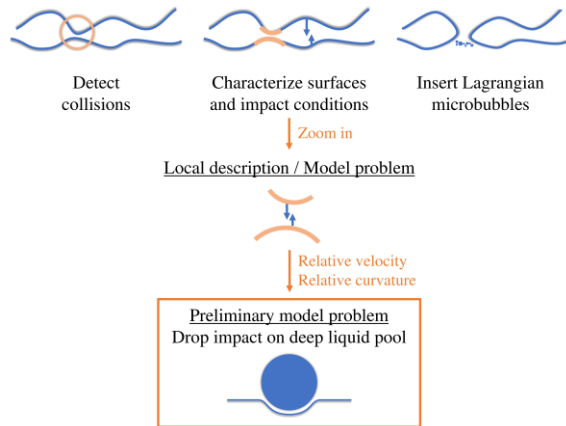 Detect
collisions
Characterize surfaces
and impact conditions
Insert Lagrangian
microbubbles
Zoom in
Local description / Model problem
Relative velocity
Relative curvature
Preliminary model problem
Drop impact on deep liquid pool